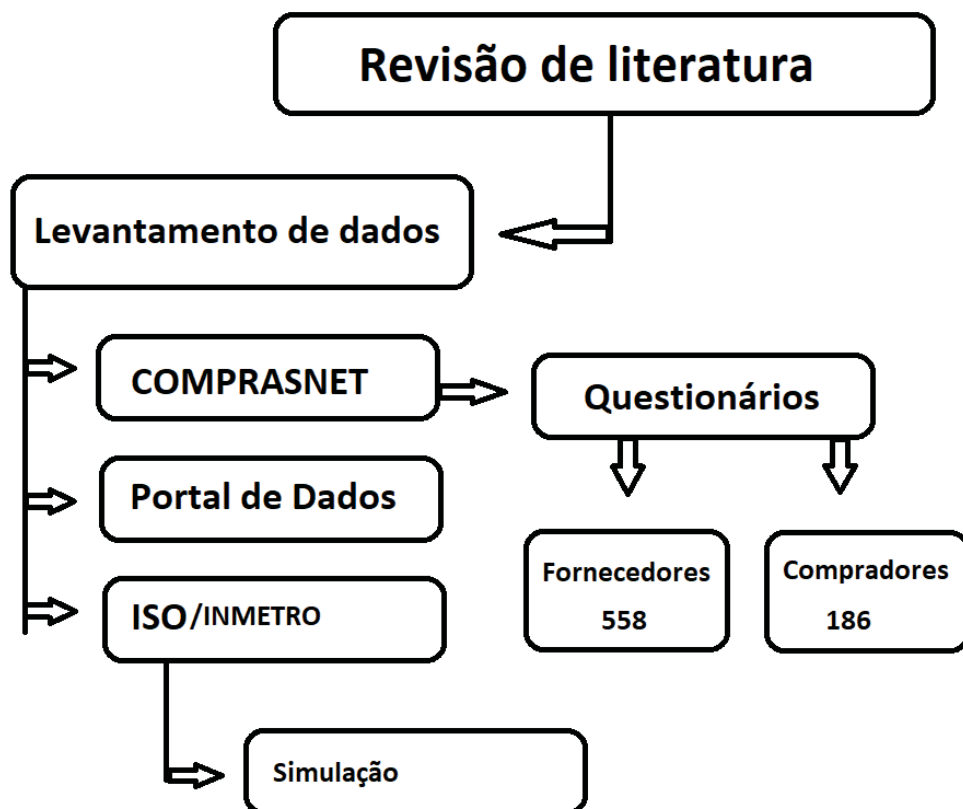 Revisão de literatura
Levantamento de dados
COMPRASNET
Questionários
Portal de Dados
Fornecedores
558
Compradores
186
ISO/INMETRO
Simulação